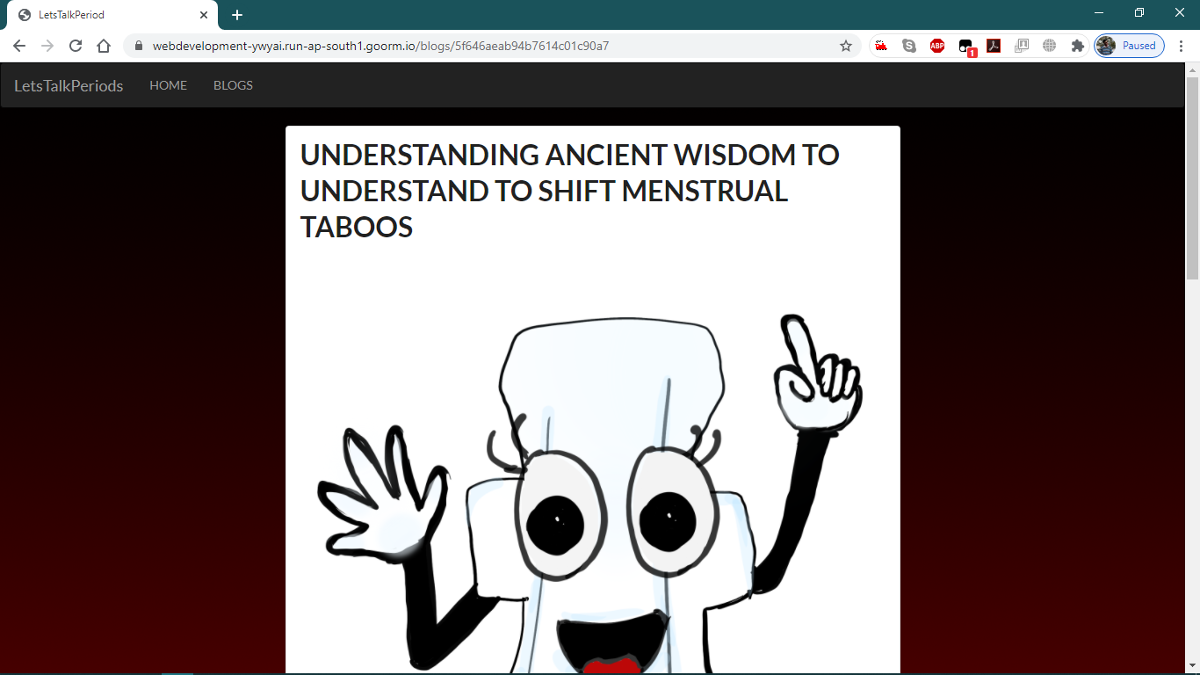 LetsTalkPeriod
webdevelopment-ywyai.run-ap-south1.goorm.io/blogs/5f646aeab94b7614c01c90a7
ABP
1
Paused
LetsTalkPeriods HOME BLOGS
UNDERSTANDING ANCIENT WISDOM TO
UNDERSTAND TO SHIFT MENSTRUAL
TABOOS